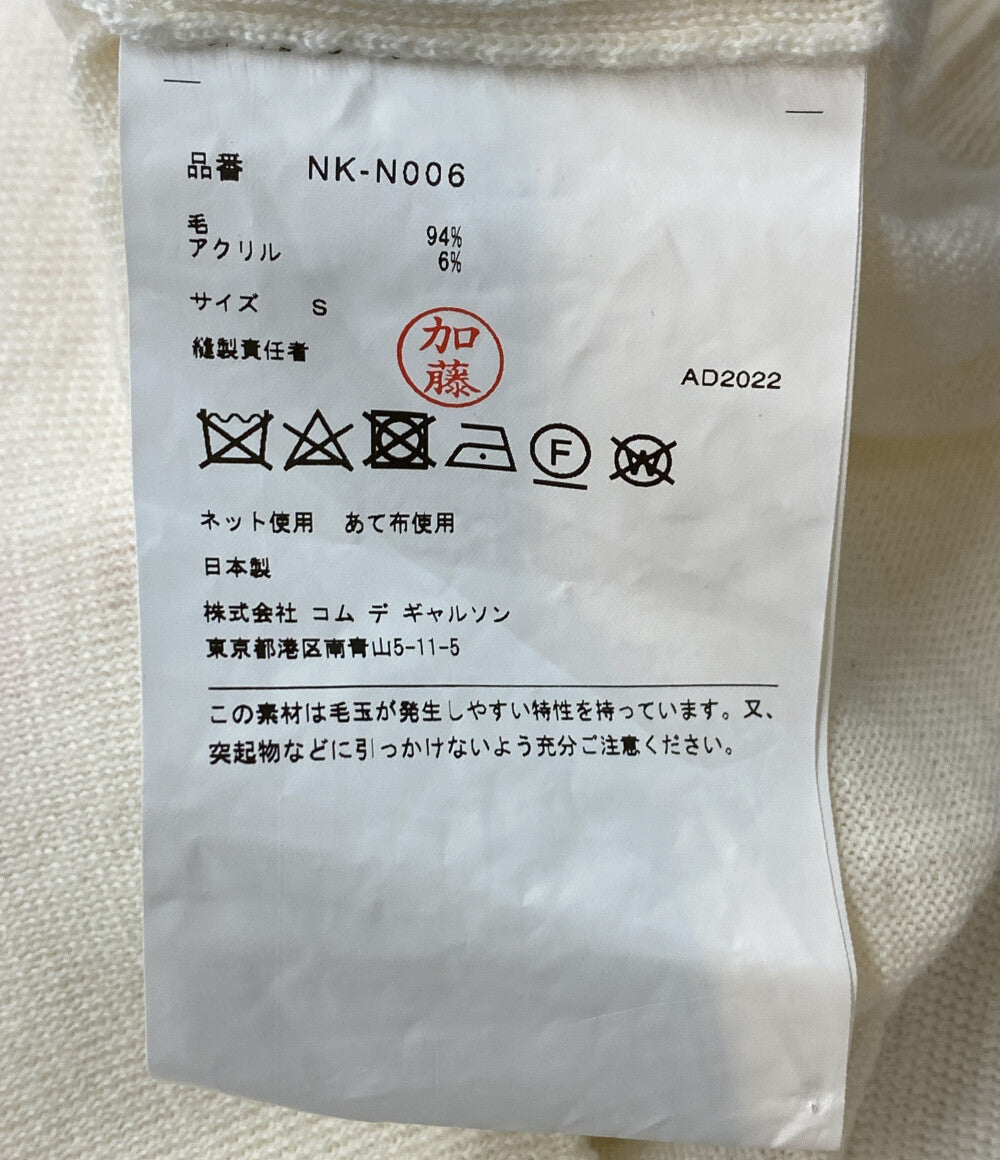 品番 NK-N006
毛 94%
アクリル 6%
サイズ S
縫製責任者 加藤
AD2022
F W
ネット使用 あて布使用
日本製
株式会社 コム デ ギャルソン
東京都港区南青山5-11-5
この素材は毛玉が発生しやすい特性を持っています。又、
突起物などに引っかけないよう充分ご注意ください。